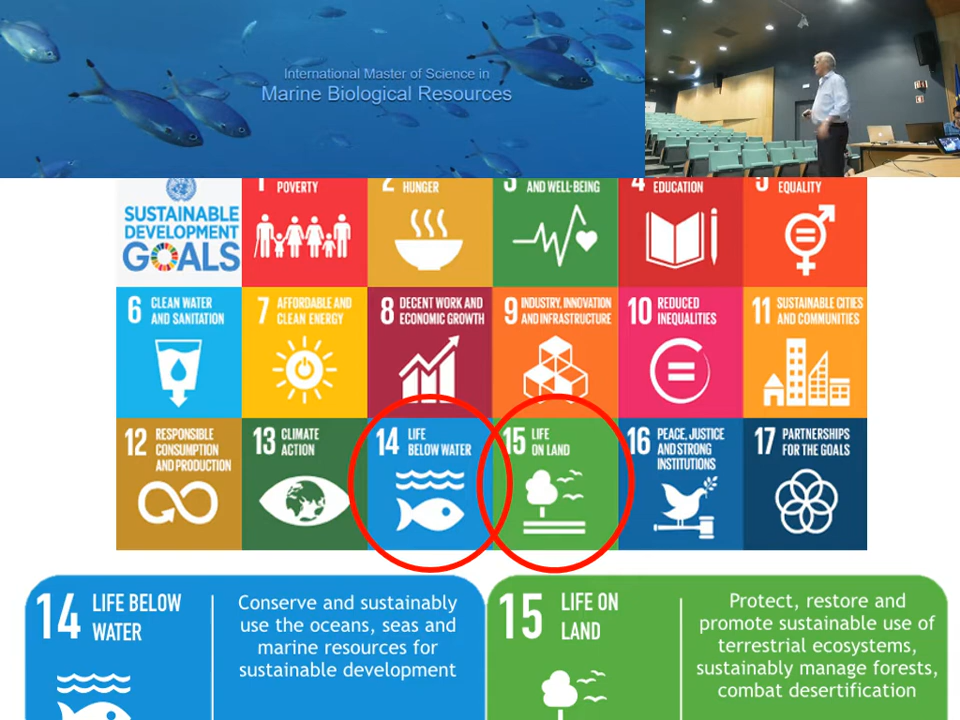 International Master of Science in
Marine Biological Resources
SUSTAINABLE
DEVELOPMENT
GOALS
1
POVERTY
2
HUNGER
3
AND WELL-BEING
4
EDUCATION
5
EQUALITY
6 CLEAN WATER
AND SANITATION
7 AFFORDABLE AND
CLEAN ENERGY
8 DECENT WORK AND
ECONOMIC GROWTH
9 INDUSTRY, INNOVATION
AND INFRASTRUCTURE
10 REDUCED
INEQUALITIES
11 SUSTAINABLE CITIES
AND COMMUNITIES
12 RESPONSIBLE
CONSUMPTION
AND PRODUCTION
13 CLIMATE
ACTION
14 LIFE
BELOW WATER
15 LIFE
ON LAND
16 PEACE, JUSTICE
AND STRONG
INSTITUTIONS
17 PARTNERSHIPS
FOR THE GOALS
14 LIFE BELOW
WATER
Conserve and sustainably
use the oceans, seas and
marine resources for
sustainable development
15 LIFE ON
LAND
Protect, restore and
promote sustainable use of
terrestrial ecosystems,
sustainably manage forests,
combat desertification